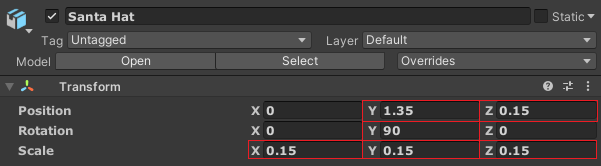 Santa Hat Static
Tag Untagged Layer Default
Model Open Select Overrides
Transform
Position X 0 Y 1.35 Z 0.15
Rotation X 0 Y 90 Z 0
Scale X 0.15 Y 0.15 Z 0.15